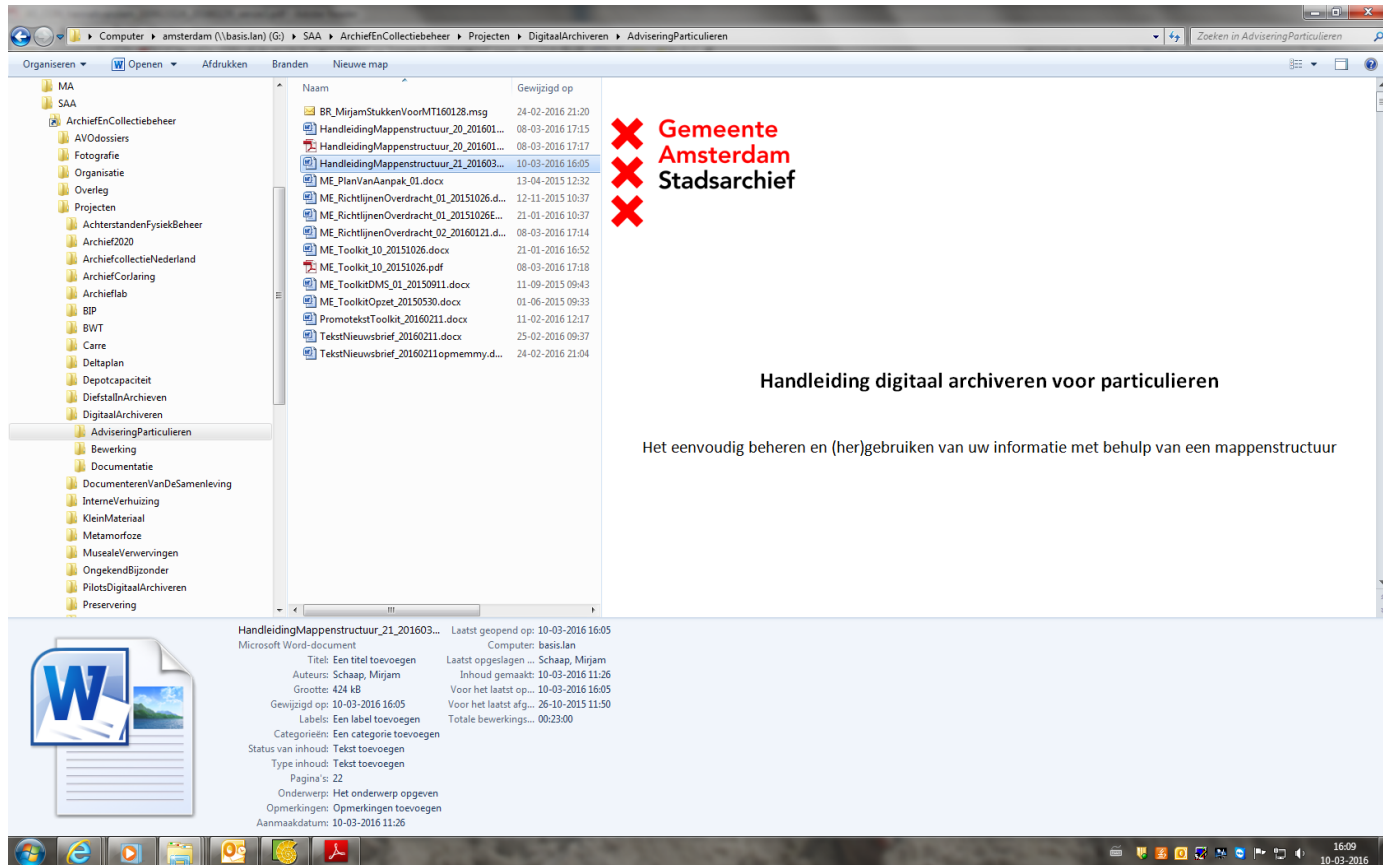 Computer ▸ amsterdam (\\basis.lan) (G:) ▸ SAA ▸ ArchiefEnCollectiebeheer ▸ Projecten ▸ DigitaalArchiveren ▸ AdviseringParticulieren
Zoeken in AdviseringParticulieren
Organiseren Openen Afdrukken Branden Nieuwe map
MA
SAA
ArchiefEnCollectiebeheer
AVOdossiers
Fotografie
Organisatie
Overleg
Projecten
AchterstandenFysiekBeheer
Archief2020
ArchiefcollectieNederland
ArchiefCorJaring
Archieflab
BIP
BWT
Carre
Deltaplan
Depotcapaciteit
DiefstalInArchieven
DigitaalArchiveren
AdviseringParticulieren
Bewerking
Documentatie
DocumenterenVanDeSamenleving
InterneVerhuizing
KleinMateriaal
Metamorfoze
MusealeVerwervingen
OngekendBijzonder
PilotsDigitaalArchiveren
Preservering
Naam Gewijzigd op
BR_MirjamStukkenVoorMT160128.msg 24-02-2016 21:20
HandleidingMappenstructuur_20_201601... 08-03-2016 17:15
HandleidingMappenstructuur_20_201601... 08-03-2016 17:17
HandleidingMappenstructuur_21_201603... 10-03-2016 16:05
ME_PlanVanAanpak_01.docx 13-04-2015 12:32
ME_RichtlijnenOverdracht_01_20151026.d... 12-11-2015 10:37
ME_RichtlijnenOverdracht_01_20151026E... 21-01-2016 10:37
ME_RichtlijnenOverdracht_02_20160121.d... 08-03-2016 17:14
ME_Toolkit_10_20151026.docx 21-01-2016 16:52
ME_Toolkit_10_20151026.pdf 08-03-2016 17:18
ME_ToolkitDMS_01_20150911.docx 11-09-2015 09:43
ME_ToolkitOpzet_20150530.docx 01-06-2015 09:33
PromotekstToolkit_20160211.docx 11-02-2016 12:17
TekstNieuwsbrief_20160211.docx 25-02-2016 09:37
TekstNieuwsbrief_20160211opmemmy.d... 24-02-2016 21:04
Gemeente
Amsterdam
Stadsarchief
Handleiding digitaal archiveren voor particulieren
Het eenvoudig beheren en (her)gebruiken van uw informatie met behulp van een mappenstructuur
HandleidingMappenstructuur_21_201603... Laatst geopend op: 10-03-2016 16:05
Microsoft Word-document Computer: basis.lan
Titel: Een titel toevoegen Laatst opgeslagen ... Schaap, Mirjam
Auteurs: Schaap, Mirjam Inhoud gemaakt: 10-03-2016 11:26
Grootte: 424 kB Voor het laatst op... 10-03-2016 16:05
Gewijzigd op: 10-03-2016 16:05 Voor het laatst afg... 26-10-2015 11:50
Labels: Een label toevoegen Totale bewerkings... 00:23:00
Categorieën: Een categorie toevoegen
Status van inhoud: Tekst toevoegen
Type inhoud: Tekst toevoegen
Pagina's: 22
Onderwerp: Het onderwerp opgeven
Opmerkingen: Opmerkingen toevoegen
Aanmaakdatum: 10-03-2016 11:26
16:09
10-03-2016